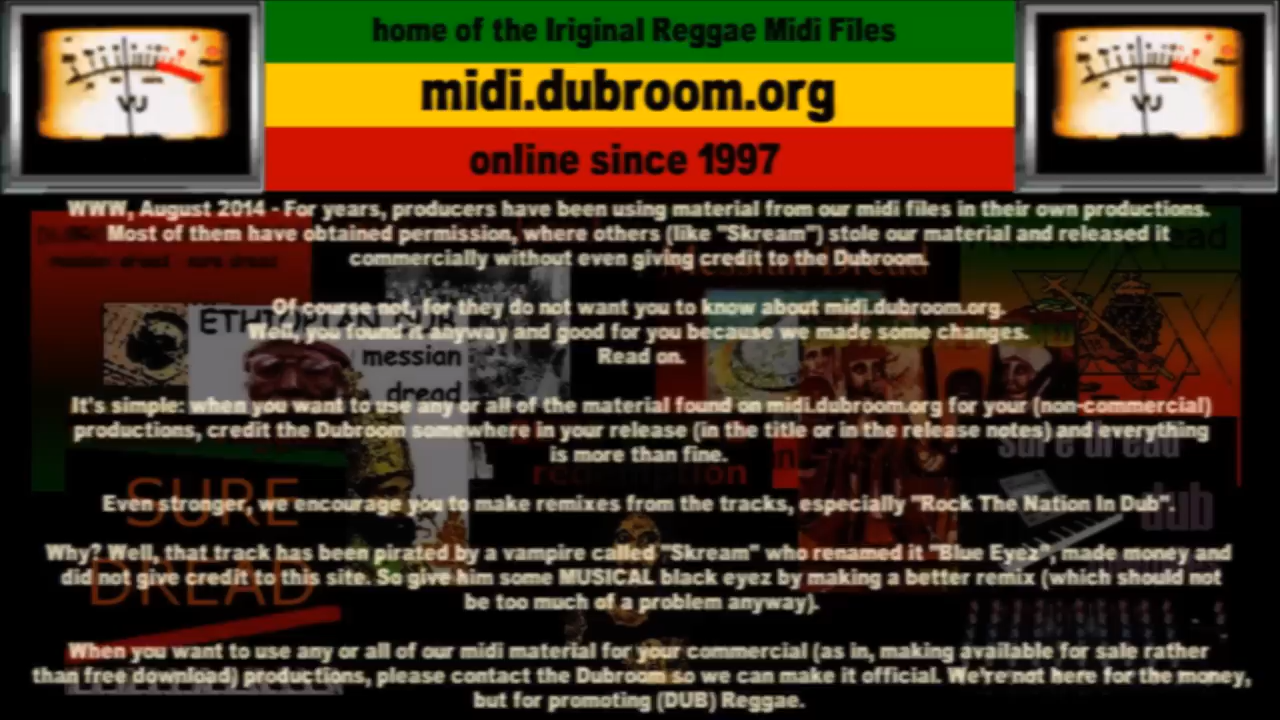 home of the Iriginal Reggae Midi Files
midi.dubroom.org
online since 1997
VU
VU
WWW, August 2014 - For years, producers have been using material from our midi files in their own productions.
Most of them have obtained permission, where others (like "Skream") stole our material and released it
commercially without even giving credit to the Dubroom.
Of course not, for they do not want you to know about midi.dubroom.org.
Well, you found it anyway and good for you because we made some changes.
Read on.
messian
dread
It's simple: when you want to use any or all of the material found on midi.dubroom.org for your (non-commercial)
productions, credit the Dubroom somewhere in your release (in the title or in the release notes) and everything
is more than fine.
sure dread
SURE
dub
Even stronger, we encourage you to make remixes from the tracks, especially "Rock The Nation In Dub".
Why? Well, that track has been pirated by a vampire called "Skream" who renamed it "Blue Eyez", made money and
did not give credit to this site. So give him some MUSICAL black eyez by making a better remix (which should not
be too much of a problem anyway).
DREAD
When you want to use any or all of our midi material for your commercial (as in, making available for sale rather
than free download) productions, please contact the Dubroom so we can make it official. We're not here for the money,
but for promoting (DUB) Reggae.